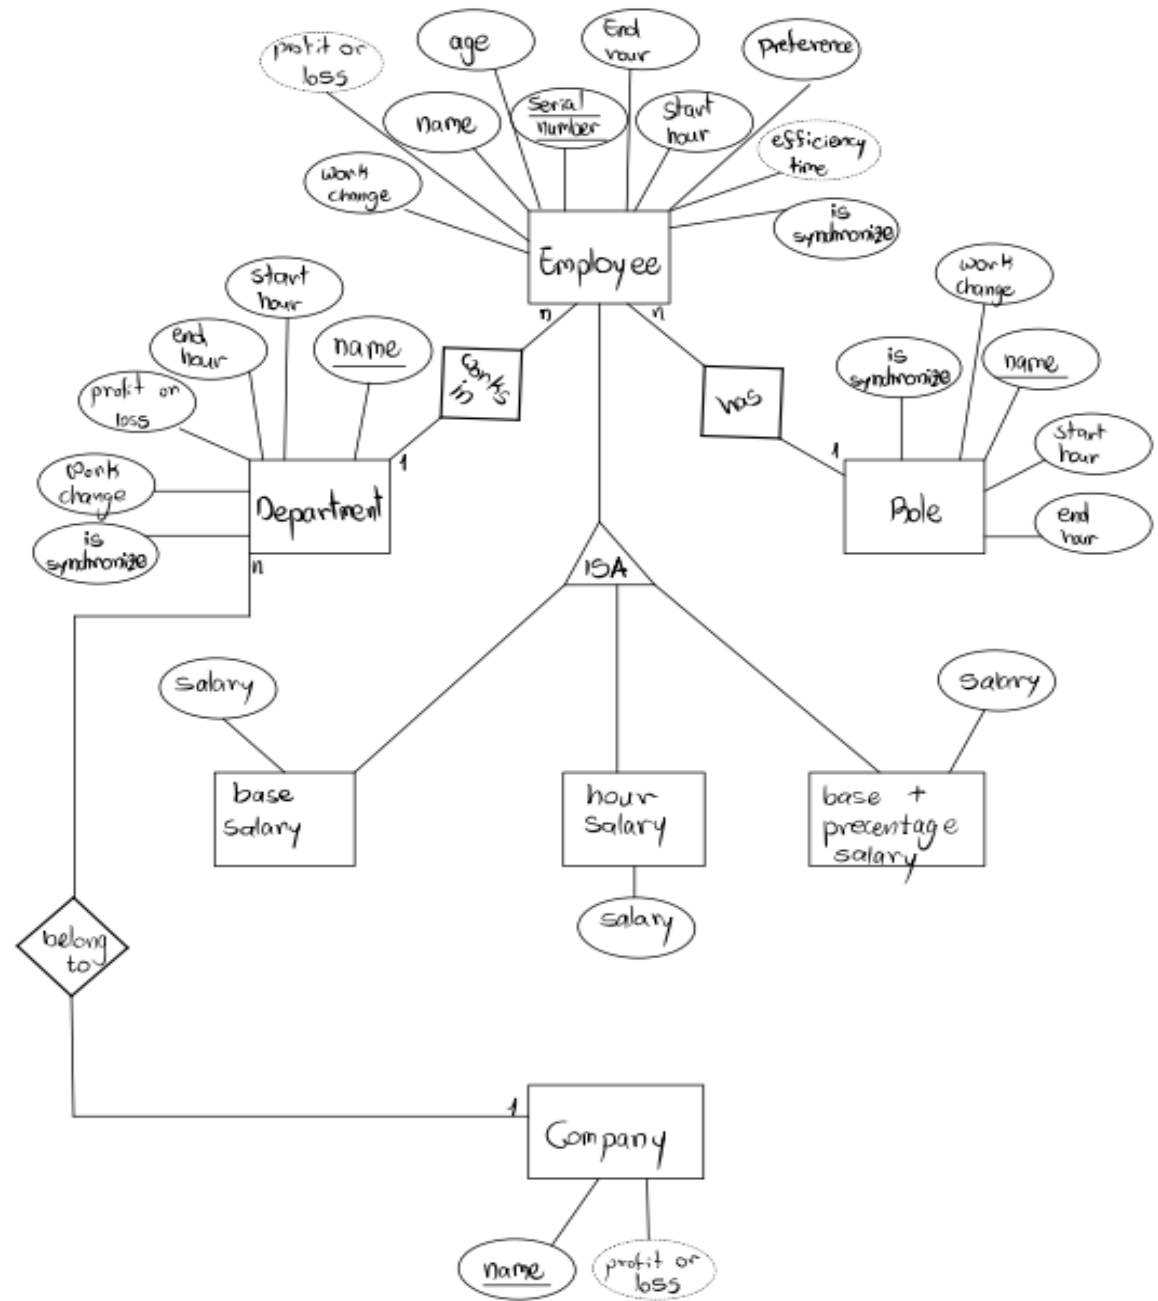 profit or
loss
age
End
hour
preference
name
serial
number
start
hour
efficiency
time
work
change
is
syndmonize
Employee
n
n
start
hour
end
hour
name
profit or
loss
work
change
is
syndmonize
works
in
1
Department
n
has
1
work
change
is
syndmonize
name
start
hour
end
hour
Role
ISA
salary
salary
base
salary
hour
salary
base +
precentage
salary
salary
belong
to
1
Company
name
profit or
loss